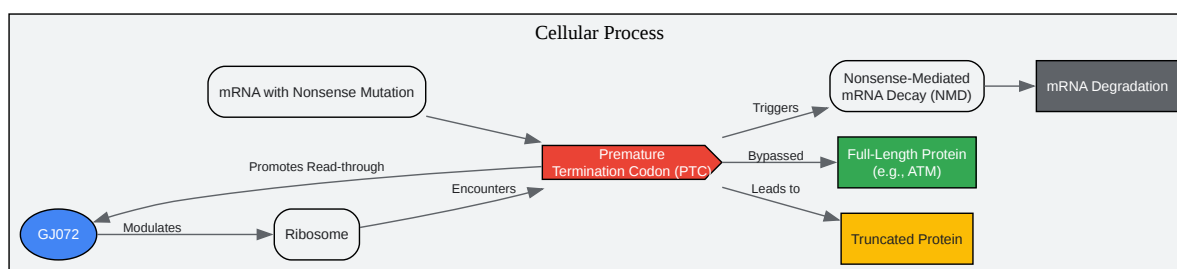 Cellular Process
mRNA with Nonsense Mutation
Nonsense-Mediated
mRNA Decay (NMD)
mRNA Degradation
Triggers
Premature
Termination Codon (PTC)
Bypassed
Full-Length Protein
(e.g., ATM)
Promotes Read-through
Encounters
Leads to
GJ072
Modulates
Ribosome
Truncated Protein